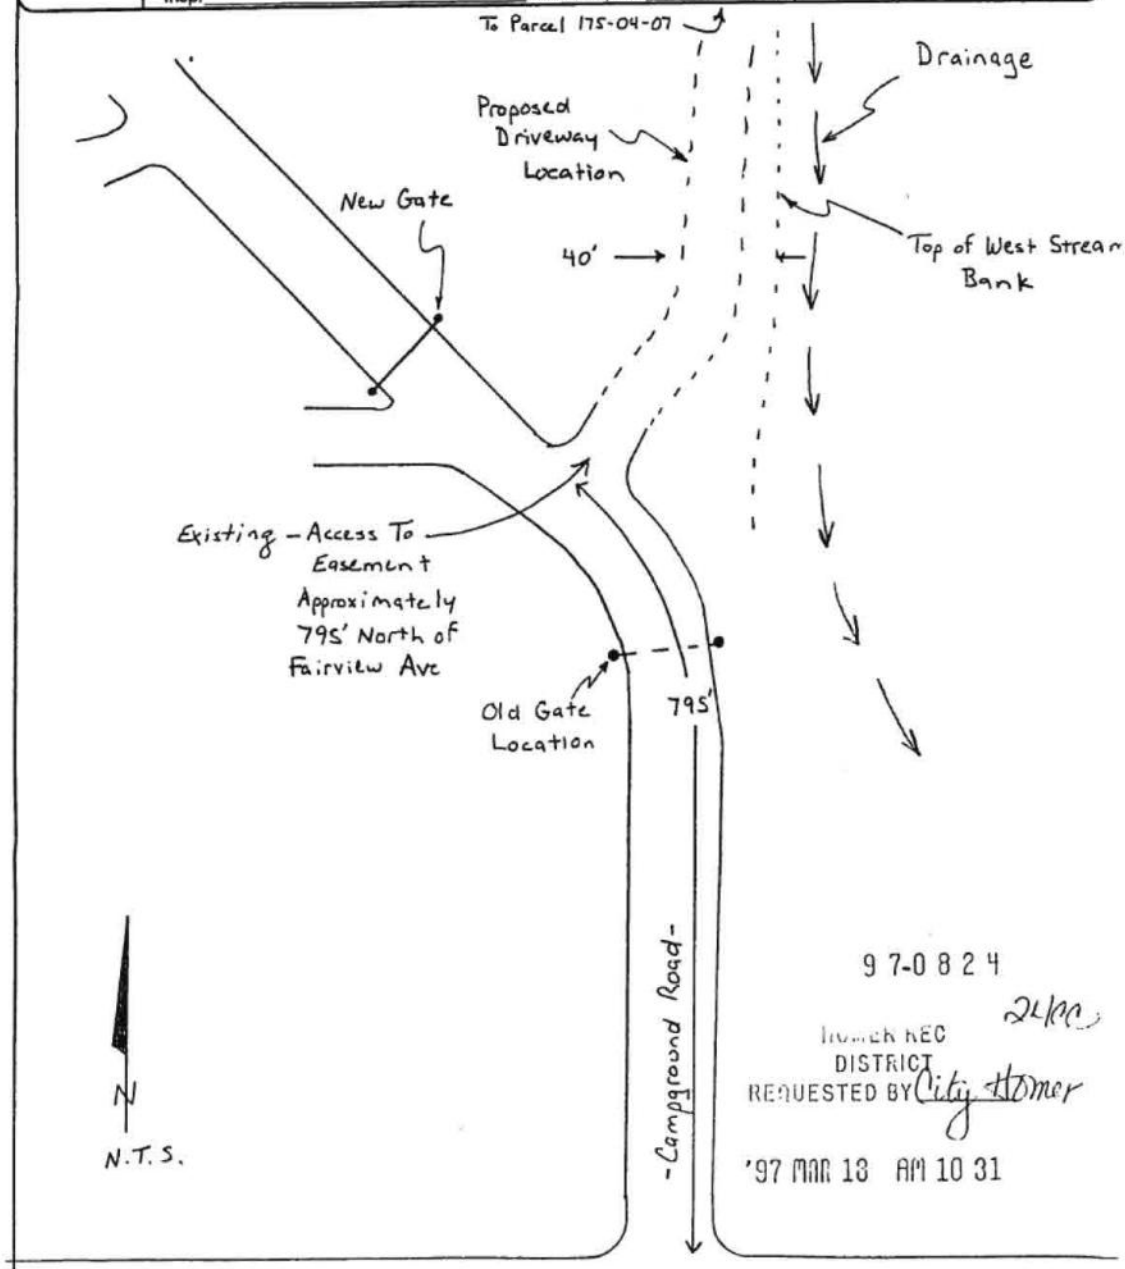 To Parcel 175-04-07
Drainage
Proposed
Driveway
Location
New Gate
40'
Top of West Stream
Bank
Existing - Access To
Easement
Approximately
795' North of
Fairview Ave
Old Gate
Location
795'
-Campground Road-
N
N.T.S.
97-0824
DISTRICT
REQUESTED BY City Homer
'97 MAR 13 AM 10 31